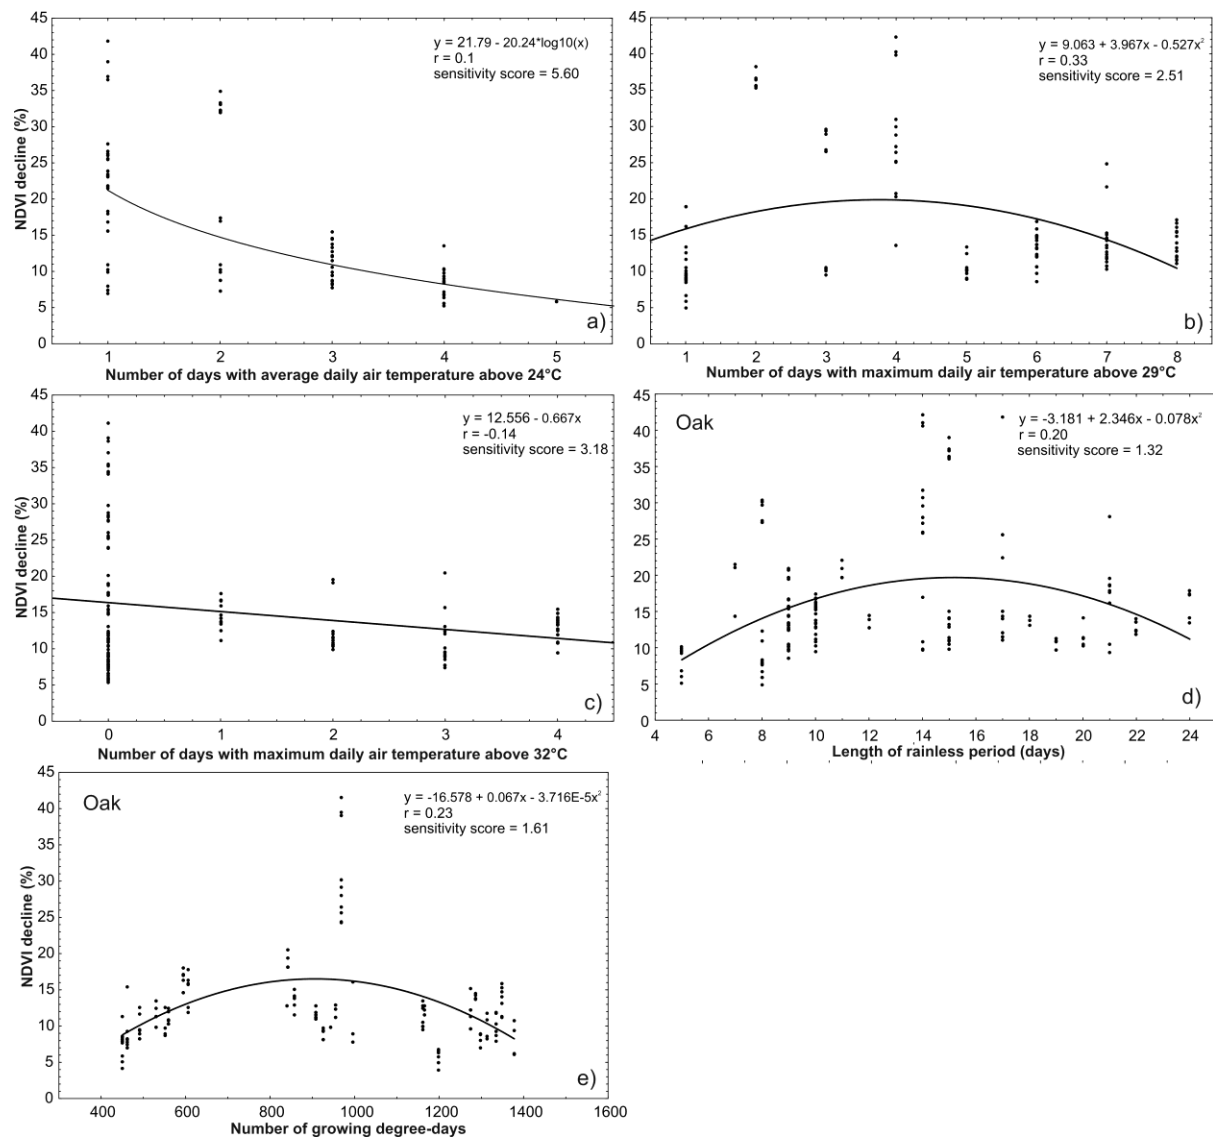 45
40
35
30
25
20
15
10
5
0
NDVI decline (%)
y = 21.79 - 20.24*log10(x)
r = 0.1
sensitivity score = 5.60
a)
1 2 3 4 5
Number of days with average daily air temperature above 24°C
45
40
35
30
25
20
15
10
5
0
y = 9.063 + 3.967x - 0.527x²
r = 0.33
sensitivity score = 2.51
b)
1 2 3 4 5 6 7 8
Number of days with maximum daily air temperature above 29°C
45
40
35
30
25
20
15
10
5
0
NDVI decline (%)
y = 12.556 - 0.667x
r = -0.14
sensitivity score = 3.18
c)
0 1 2 3 4
Number of days with maximum daily air temperature above 32°C
45
40
35
30
25
20
15
10
5
0
Oak
y = -3.181 + 2.346x - 0.078x²
r = 0.20
sensitivity score = 1.32
d)
4 6 8 10 12 14 16 18 20 22 24
Length of rainless period (days)
45
40
35
30
25
20
15
10
5
0
NDVI decline (%)
Oak
y = -16.578 + 0.067x - 3.716E-5x²
r = 0.23
sensitivity score = 1.61
e)
400 600 800 1000 1200 1400 1600
Number of growing degree-days